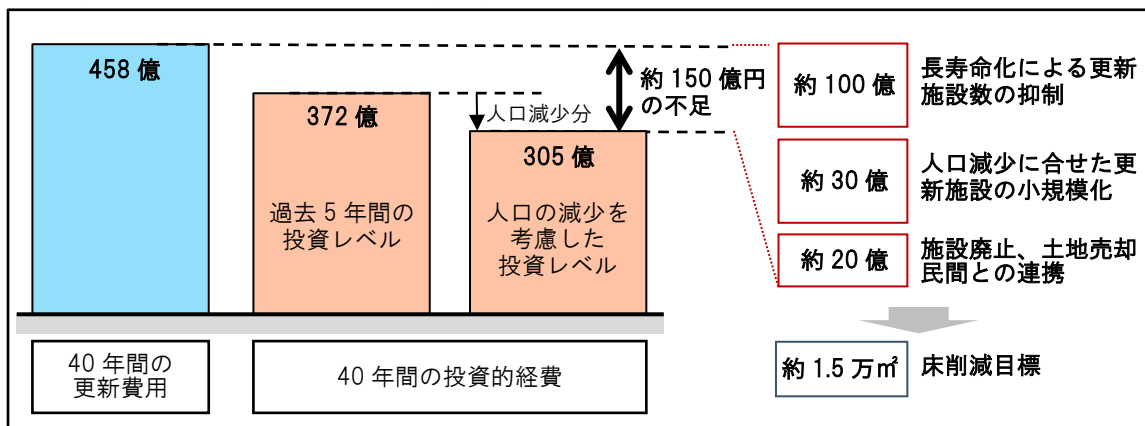 458 億
372 億
人口減少分
305 億
約 150 億円
の不足
過去 5 年間の
投資レベル
人口の減少を
考慮した
投資レベル
40 年間の
更新費用
40 年間の投資的経費
約 100 億
長寿命化による更新
施設数の抑制
約 30 億
人口減少に合せた更
新施設の小規模化
約 20 億
施設廃止、土地売却
民間との連携
約 1.5 万㎡
床削減目標